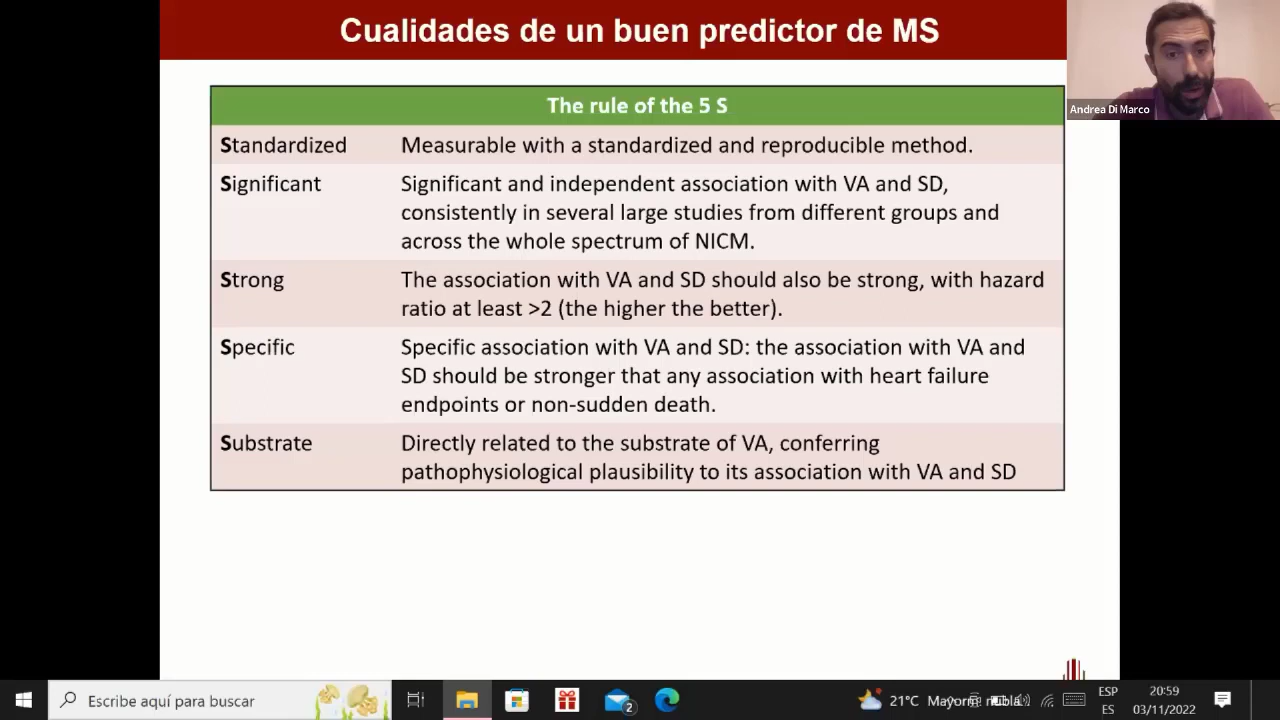 Cualidades de un buen predictor de MS
Andrea Di Marco
The rule of the 5 S
Standardized Measurable with a standardized and reproducible method.
Significant Significant and independent association with VA and SD,
consistently in several large studies from different groups and
across the whole spectrum of NICM.
Strong The association with VA and SD should also be strong, with hazard
ratio at least >2 (the higher the better).
Specific Specific association with VA and SD: the association with VA and
SD should be stronger that any association with heart failure
endpoints or non-sudden death.
Substrate Directly related to the substrate of VA, conferring
pathophysiological plausibility to its association with VA and SD
Escribe aquí para buscar
2
21°C
ESP
ES
20:59
03/11/2022